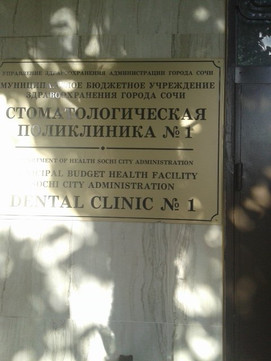 УПРАВЛЕНИЕ ЗДРАВООХРАНЕНИЯ АДМИНИСТРАЦИИ ГОРОДА СОЧИ
МУНИЦИПАЛЬНОЕ БЮДЖЕТНОЕ УЧРЕЖДЕНИЕ
ЗДРАВООХРАНЕНИЯ ГОРОДА СОЧИ
СТОМАТОЛОГИЧЕСКАЯ
ПОЛИКЛИНИКА № 1
DEPARTMENT OF HEALTH SOCHI CITY ADMINISTRATION
MUNICIPAL BUDGET HEALTH FACILITY
SOCHI CITY ADMINISTRATION
DENTAL CLINIC № 1